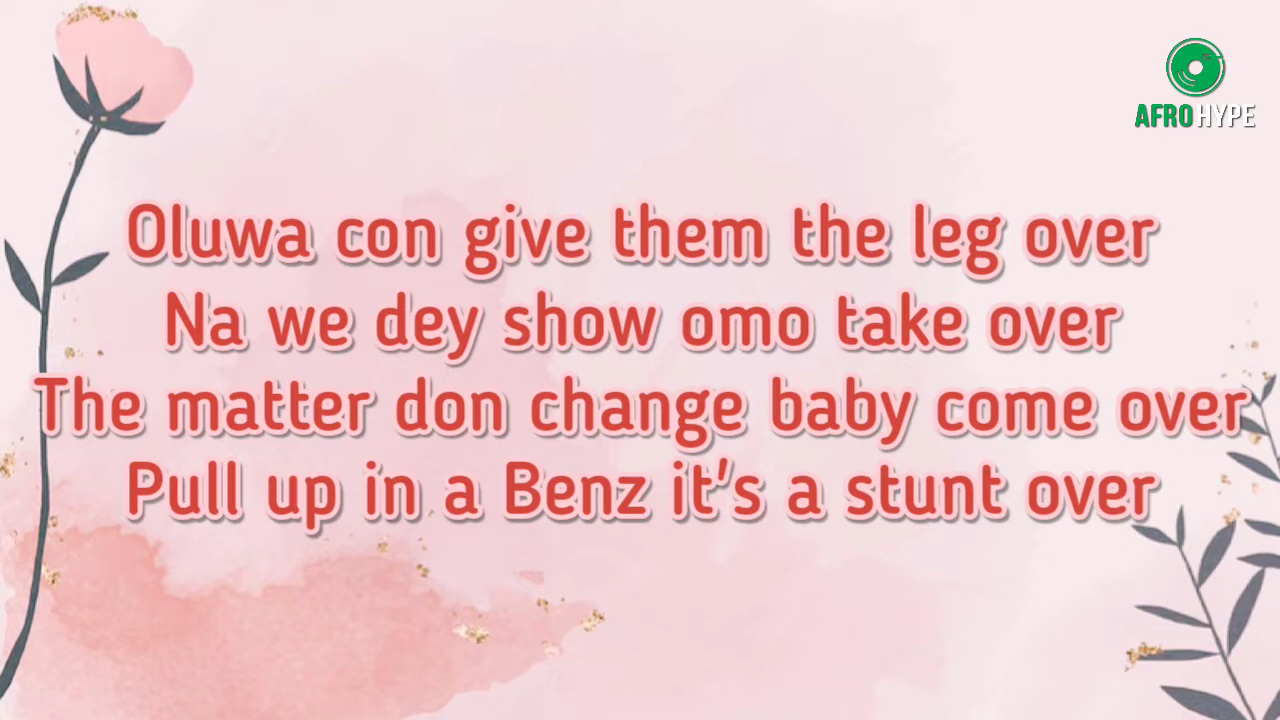 AFROHYPE
Oluwa con give them the leg over
Na we dey show omo take over
The matter don change baby come over
Pull up in a Benz it's a stunt over